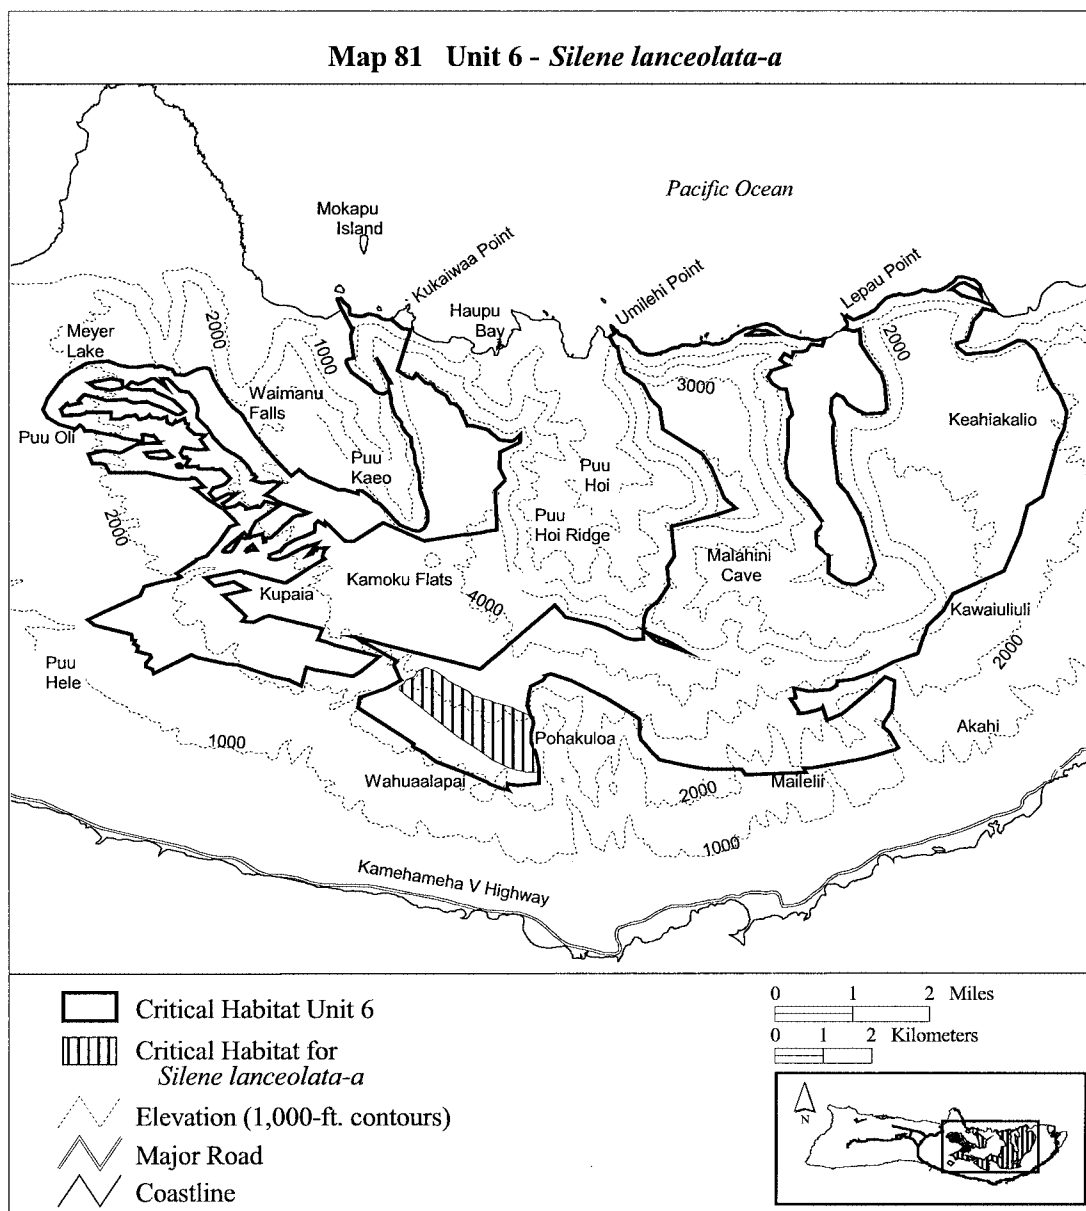 Map 81 Unit 6 - Silene lanceolata-a
Pacific Ocean
Mokapu
Island
Kukaiwaa Point
Haupu
Bay
Umilehi Point
Lepau Point
Meyer
Lake
2000
1000
2000
3000
Waimanu
Falls
Keahiakalio
Puu Oli
Puu
Kaeo
Puu
Hoi
Puu
Hoi Ridge
2000
Malahini
Cave
Kamoku Flats
Kupaia
4000
Kawaiuliuli
2000
Puu
Hele
1000
Pohakuloa
Akahi
Wahuaalapai
Mailelii
2000
1000
Kamehameha V Highway
Critical Habitat Unit 6
Critical Habitat for
Silene lanceolata-a
Elevation (1,000-ft. contours)
Major Road
Coastline
0 1 2 Miles
0 1 2 Kilometers
N